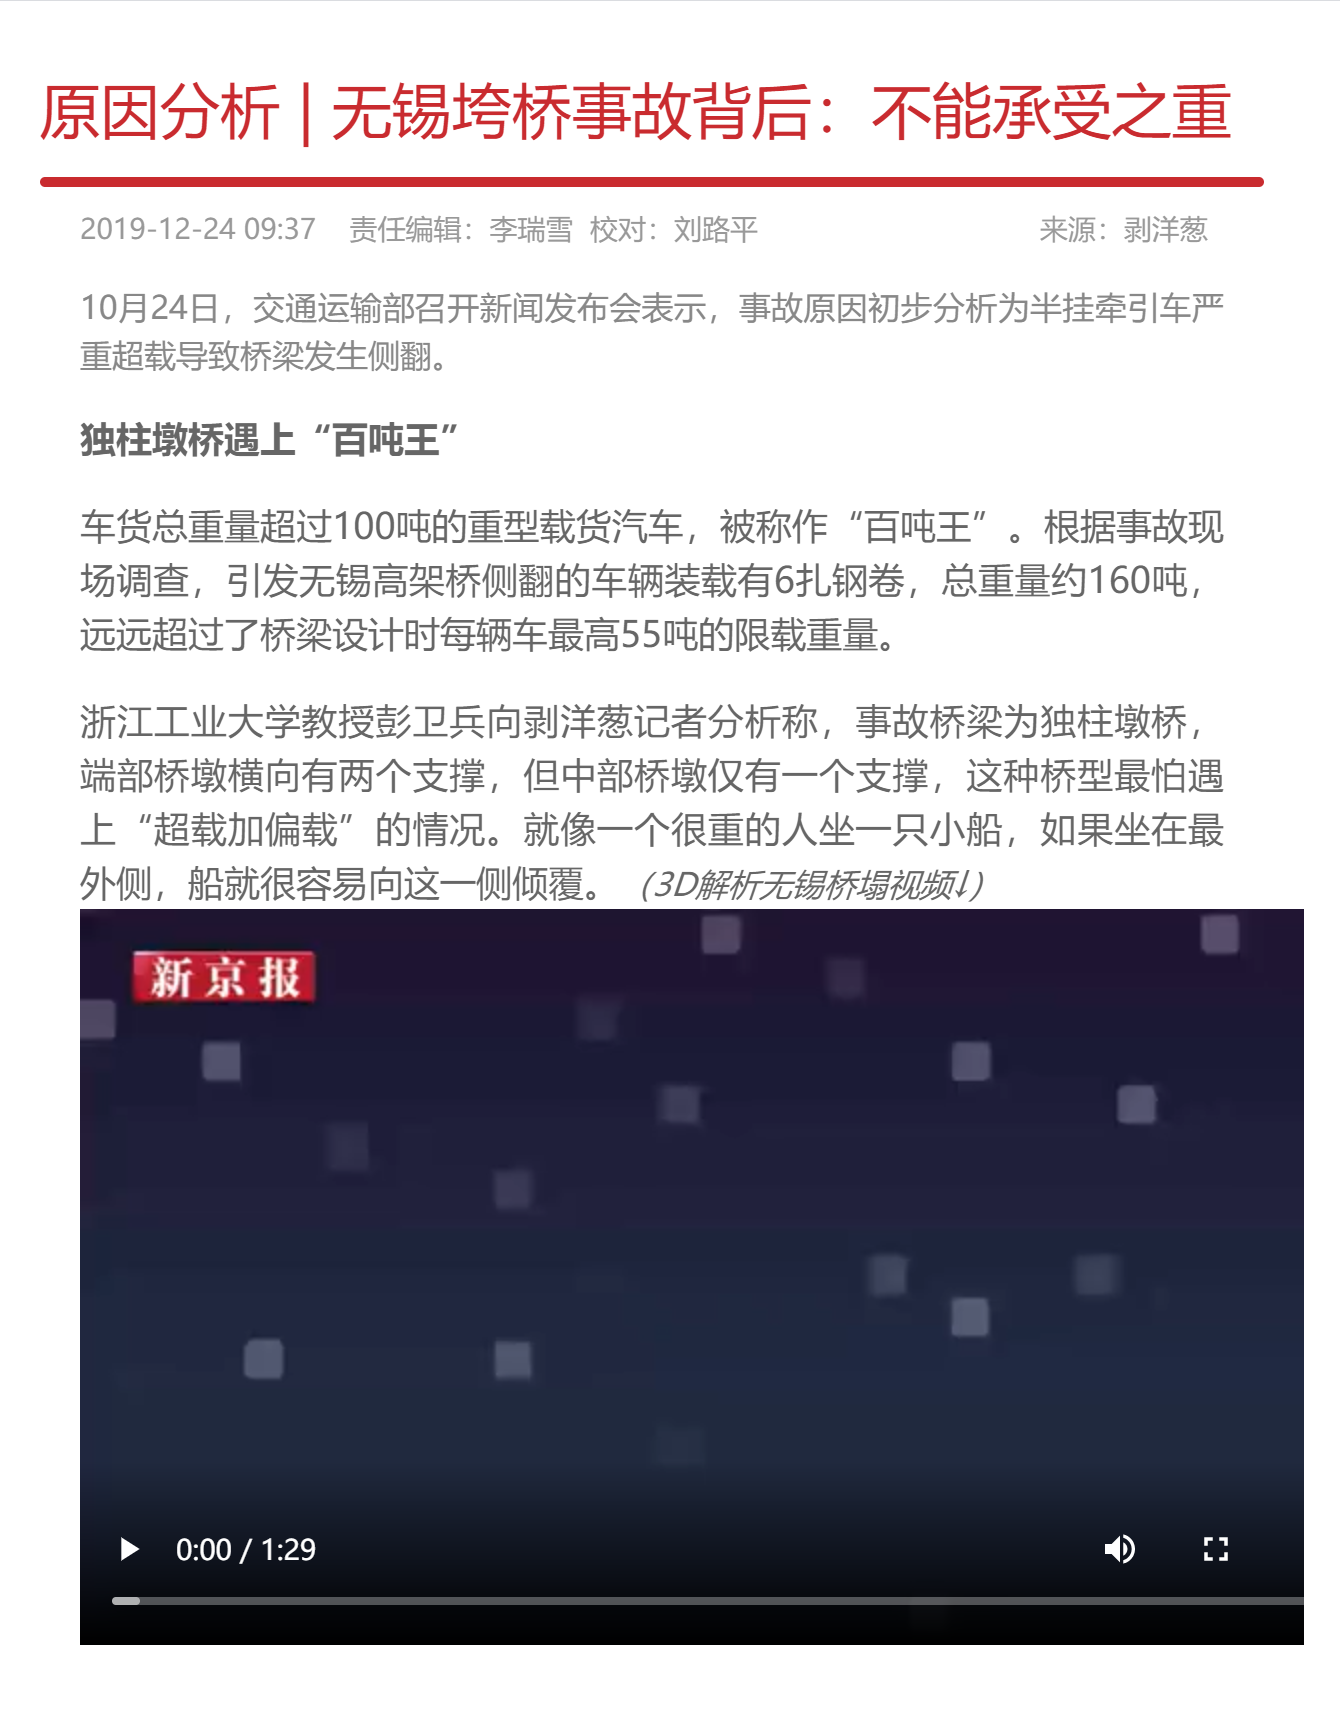 原因分析 | 无锡垮桥事故背后：不能承受之重
2019-12-24 09:37 责任编辑：李瑞雪 校对：刘路平 来源：剥洋葱
10月24日，交通运输部召开新闻发布会表示，事故原因初步分析为半挂牵引车严
重超载导致桥梁发生侧翻。
独柱墩桥遇上“百吨王”
车货总重量超过100吨的重型载货汽车，被称作“百吨王”。根据事故现
场调查，引发无锡高架桥侧翻的车辆装载有6扎钢卷，总重量约160吨，
远远超过了桥梁设计时每辆车最高55吨的限载重量。
浙江工业大学教授彭卫兵向剥洋葱记者分析称，事故桥梁为独柱墩桥，
端部桥墩横向有两个支撑，但中部桥墩仅有一个支撑，这种桥型最怕遇
上“超载加偏载”的情况。就像一个很重的人坐一只小船，如果坐在最
外侧，船就很容易向这一侧倾覆。（3D解析无锡桥塌视频↓）
新京报
0:00 / 1:29